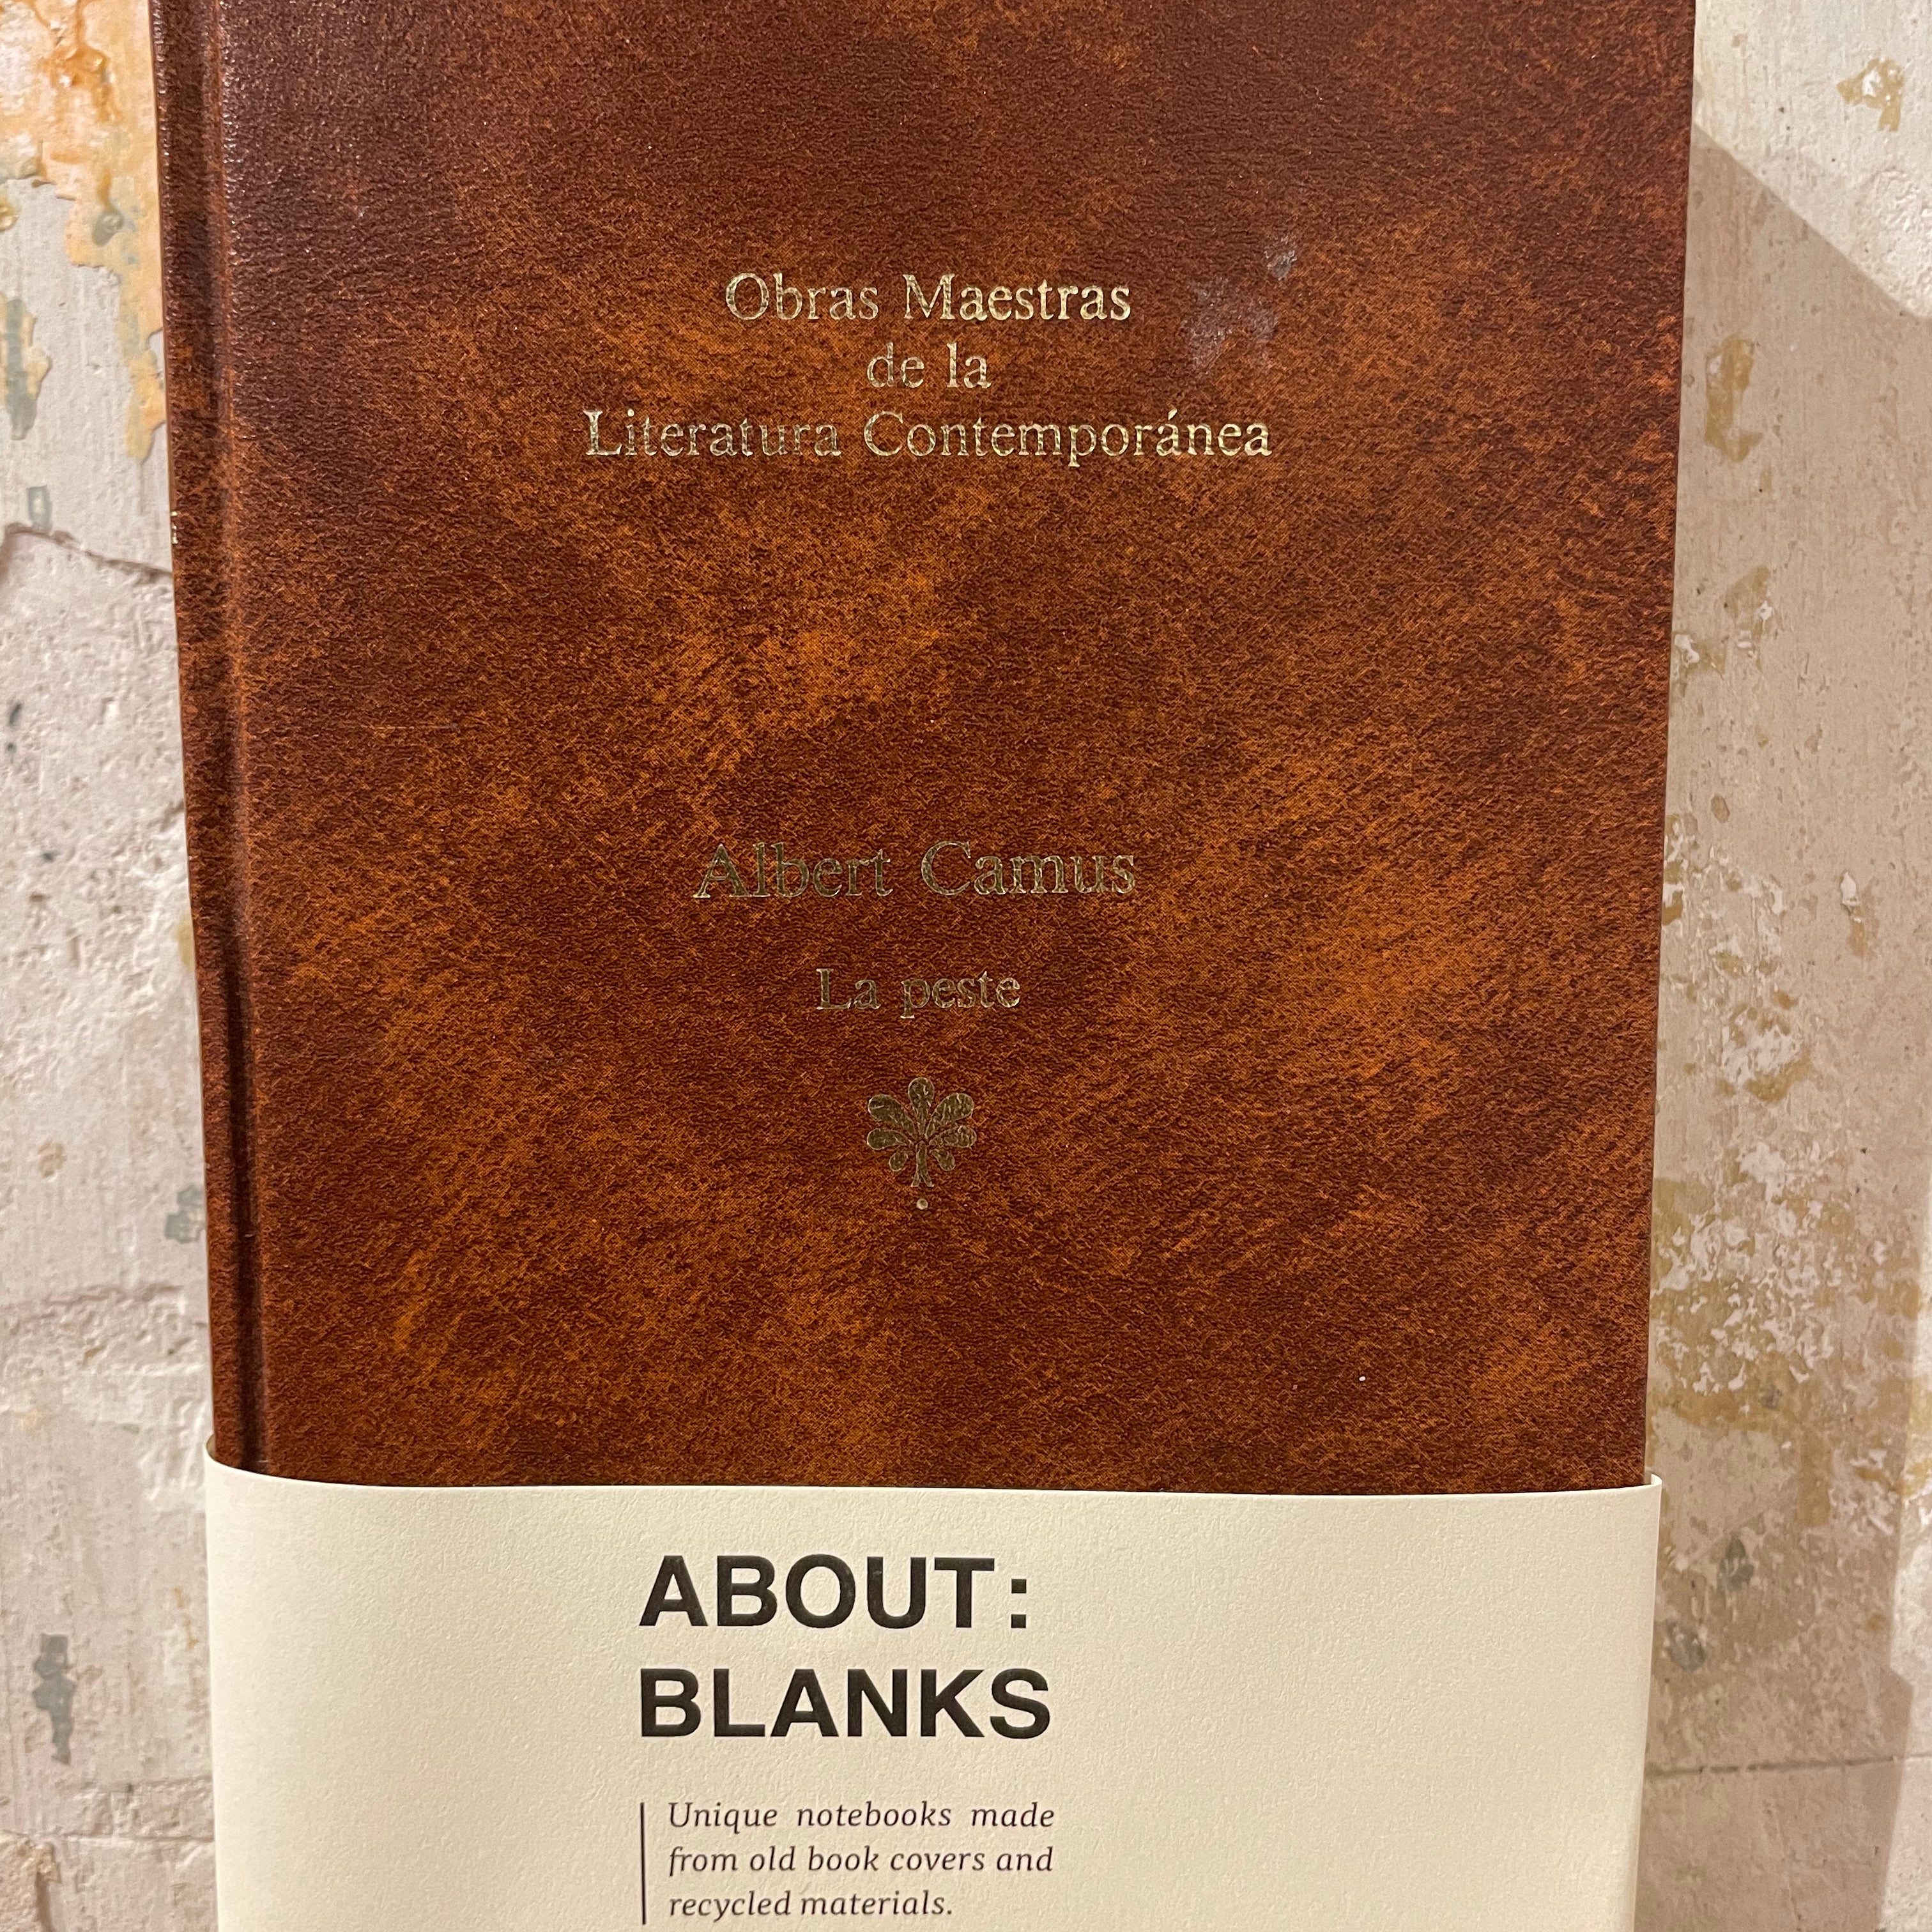 Obras Maestras
de la
Literatura Contemporánea
Albert Camus
La peste
ABOUT:
BLANKS
Unique notebooks made
from old book covers and
recycled materials.